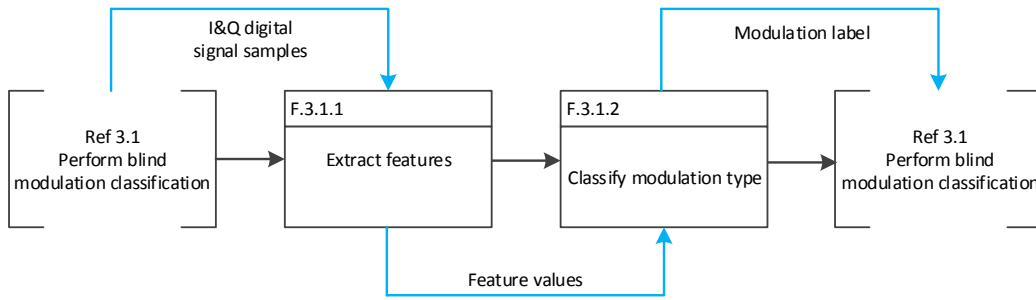 I&Q digital
signal samples
Modulation label
Ref 3.1
Perform blind
modulation classification
F.3.1.1
Extract features
F.3.1.2
Classify modulation type
Ref 3.1
Perform blind
modulation classification
Feature values